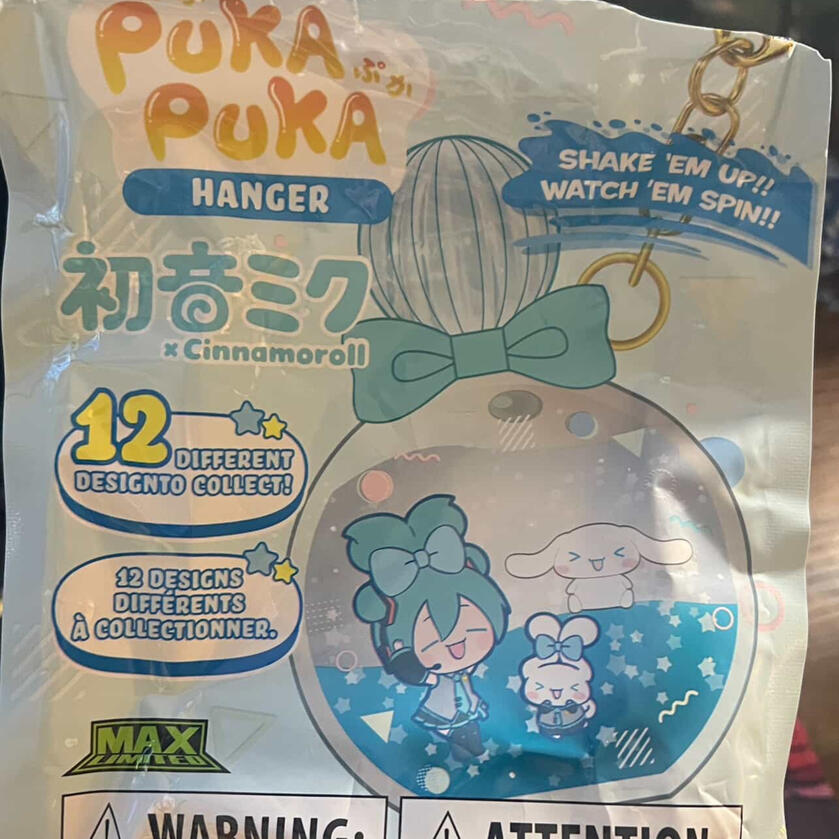 PUKA
ぷか
PUKA
HANGER
SHAKE 'EM UP!!
WATCH 'EM SPIN!!
初音ミク
×Cinnamoroll
12
DIFFERENT
DESIGNTO COLLECT!
12 DESIGNS
DIFFÉRENTS
À COLLECTIONNER.
MAX
LIMITED
WARNING:
ATTENTION